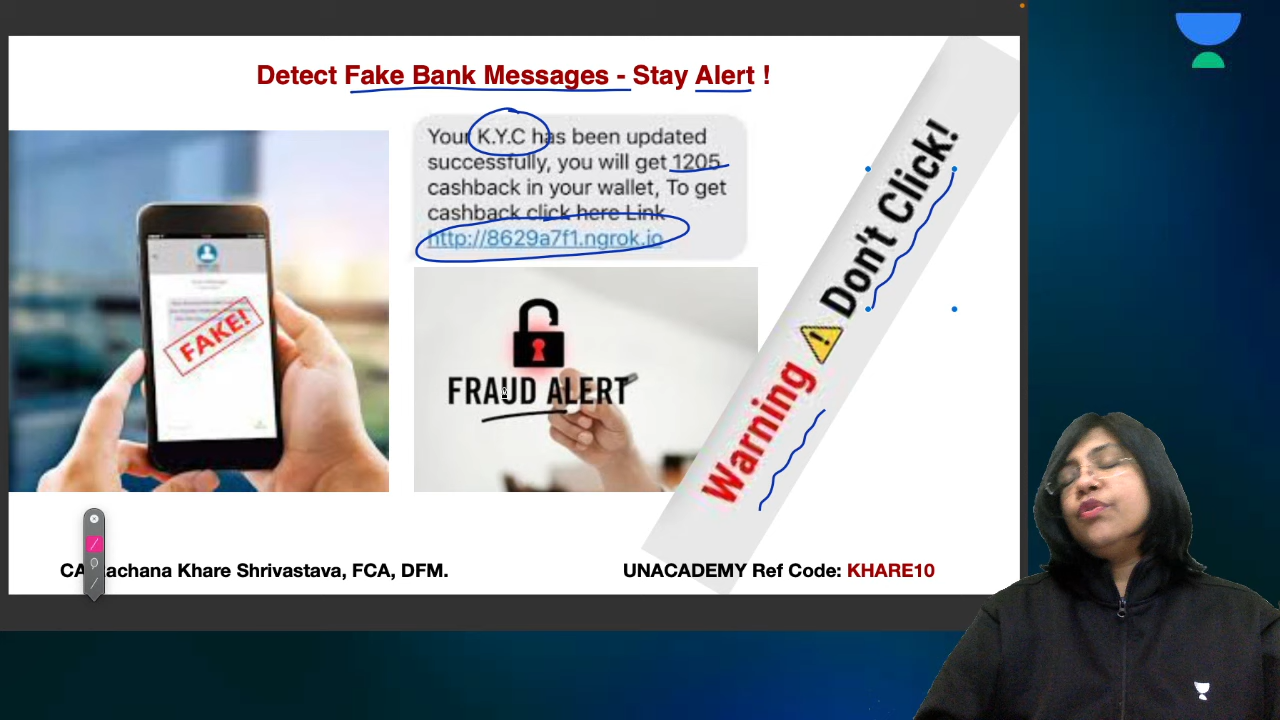 Detect Fake Bank Messages - Stay Alert !
Your K.Y.C has been updated
successfully, you will get 1205
cashback in your wallet, To get
cashback click here Link
http://8629a7f1.ngrok.io
FAKE!
FRAUD ALERT
Warning ⚠ Don't Click!
CA Khare Shrivastava, FCA, DFM.
UNACADEMY Ref Code: KHARE10